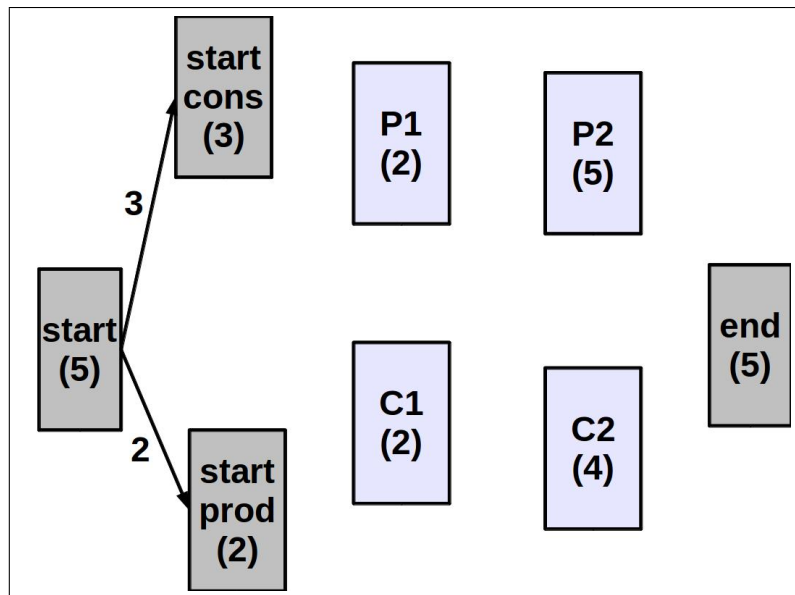 start
cons
(3)
P1
(2)
P2
(5)
3
start
(5)
end
(5)
C1
(2)
C2
(4)
2
start
prod
(2)